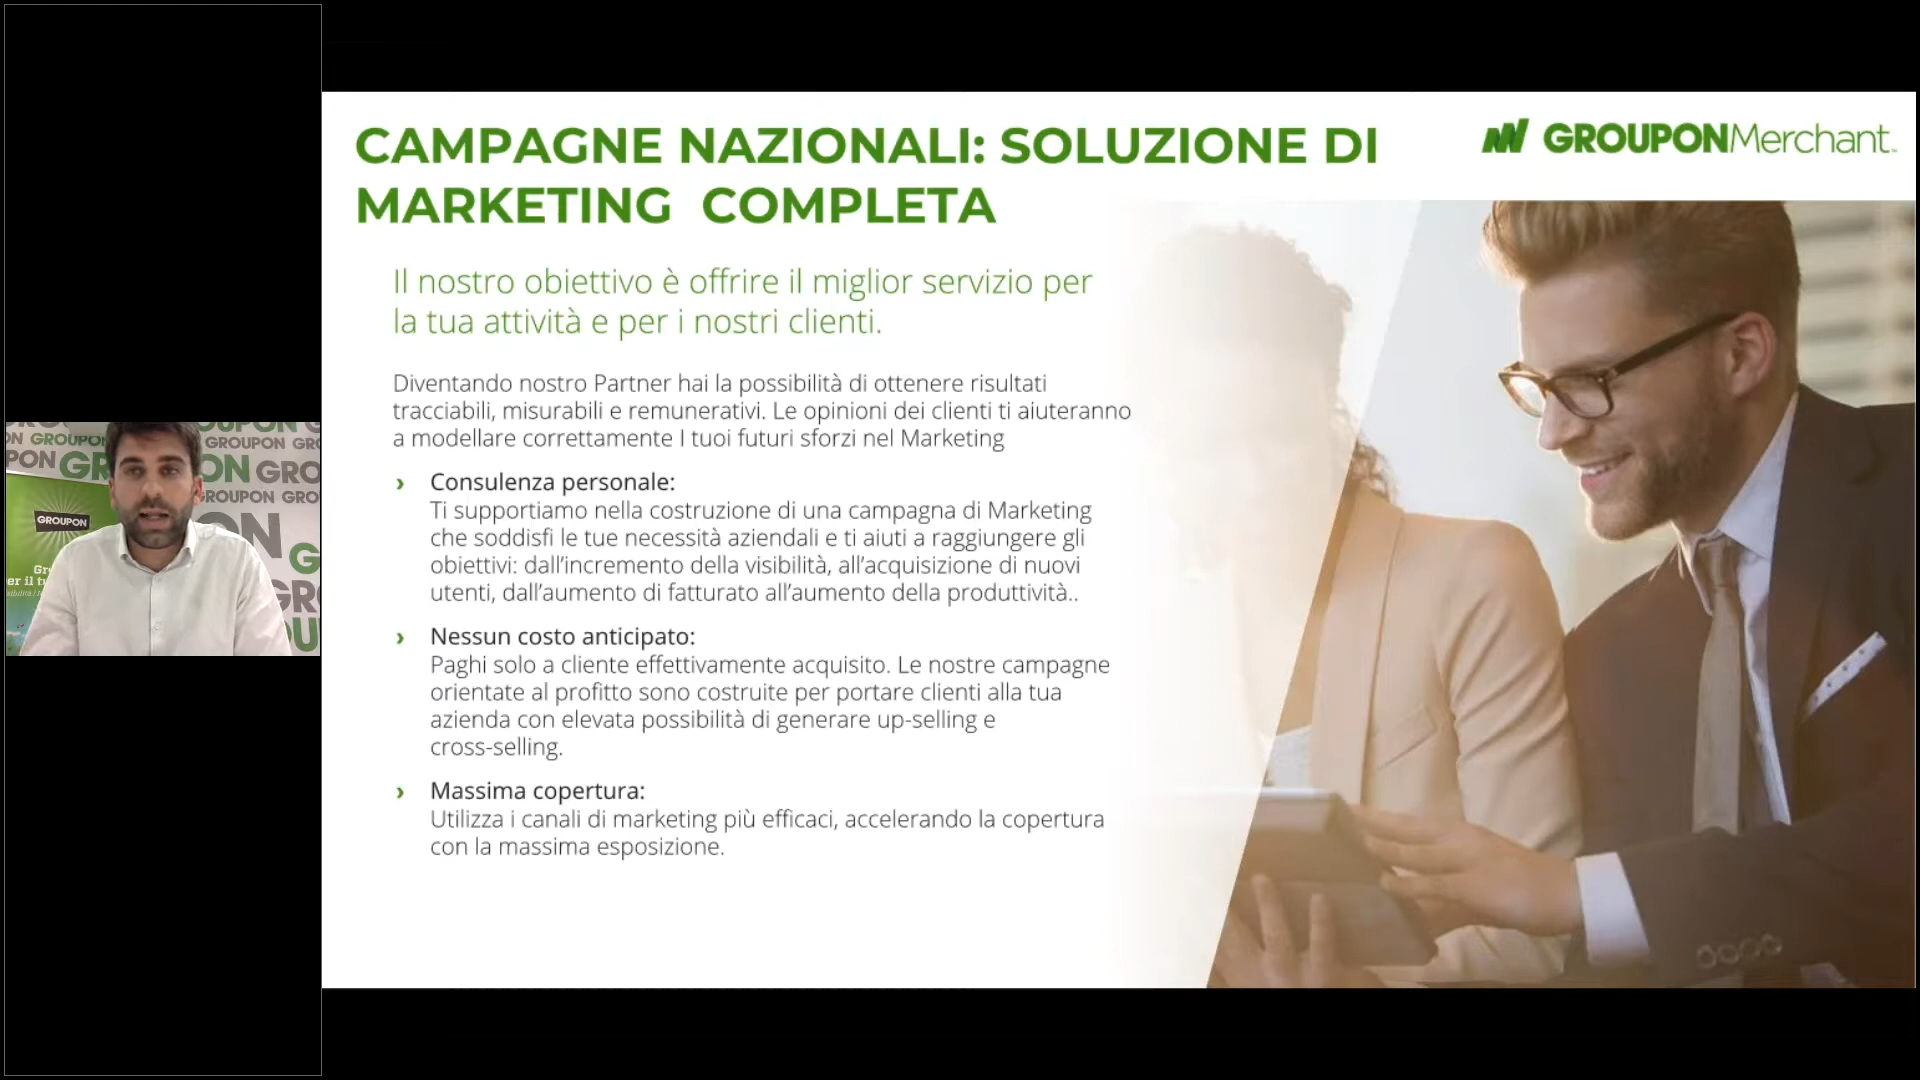 CAMPAGNE NAZIONALI: SOLUZIONE DI
MARKETING COMPLETA
GROUPONMerchant
Il nostro obiettivo è offrire il miglior servizio per
la tua attività e per i nostri clienti.
Diventando nostro Partner hai la possibilità di ottenere risultati
tracciabili, misurabili e remunerativi. Le opinioni dei clienti ti aiuteranno
a modellare correttamente I tuoi futuri sforzi nel Marketing
› Consulenza personale:
Ti supportiamo nella costruzione di una campagna di Marketing
che soddisfi le tue necessità aziendali e ti aiuti a raggiungere gli
obiettivi: dall’incremento della visibilità, all’acquisizione di nuovi
utenti, dall’aumento di fatturato all’aumento della produttività..
› Nessun costo anticipato:
Paghi solo a cliente effettivamente acquisito. Le nostre campagne
orientate al profitto sono costruite per portare clienti alla tua
azienda con elevata possibilità di generare up-selling e
cross-selling.
› Massima copertura:
Utilizza i canali di marketing più efficaci, accelerando la copertura
con la massima esposizione.
GROUPON
GROUPON
GROUPON
GROUPON